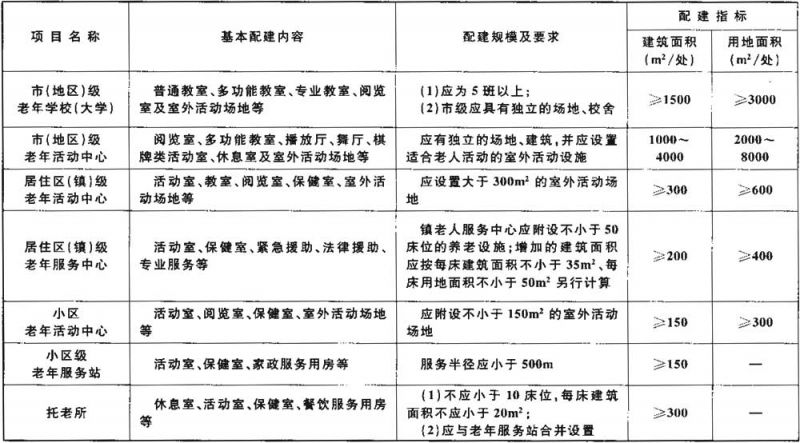 项目名称
基本配建内容
配建规模及要求
配建指标
建筑面积
(m²/处)
用地面积
(m²/处)
市(地区)级
老年学校(大学)
普通教室、多功能教室、专业教室、阅览
室及室外活动场地等
(1)应为5班以上;
(2)市级应具有独立的场地、校舍
≥1500
≥3000
市(地区)级
老年活动中心
阅览室、多功能教室、播放厅、舞厅、棋
牌类活动室、休息室及室外活动场地等
应有独立的场地、建筑,并应设置
适合老人活动的室外活动设施
1000~
4000
2000~
8000
居住区(镇)级
老年活动中心
活动室、教室、阅览室、保健室、室外活
动场地等
应设置大于300m²的室外活动场
地
≥300
≥600
居住区(镇)级
老年服务中心
活动室、保健室、紧急援助、法律援助、
专业服务等
镇老人服务中心应附设不小于50
床位的养老设施;增加的建筑面积
应按每床建筑面积不小于35m²、每
床用地面积不小于50m²另行计算
≥200
≥400
小区
老年活动中心
活动室、阅览室、保健室、室外活动场地
等
应附设不小于150m²的室外活动
场地
≥150
≥300
小区级
老年服务站
活动室、保健室、家政服务用房等
服务半径应小于500m
≥150
—
托老所
休息室、活动室、保健室、餐饮服务用房
等
(1)不应小于10床位,每床建筑
面积不应小于20m²;
(2)应与老年服务站合并设置
≥300
—